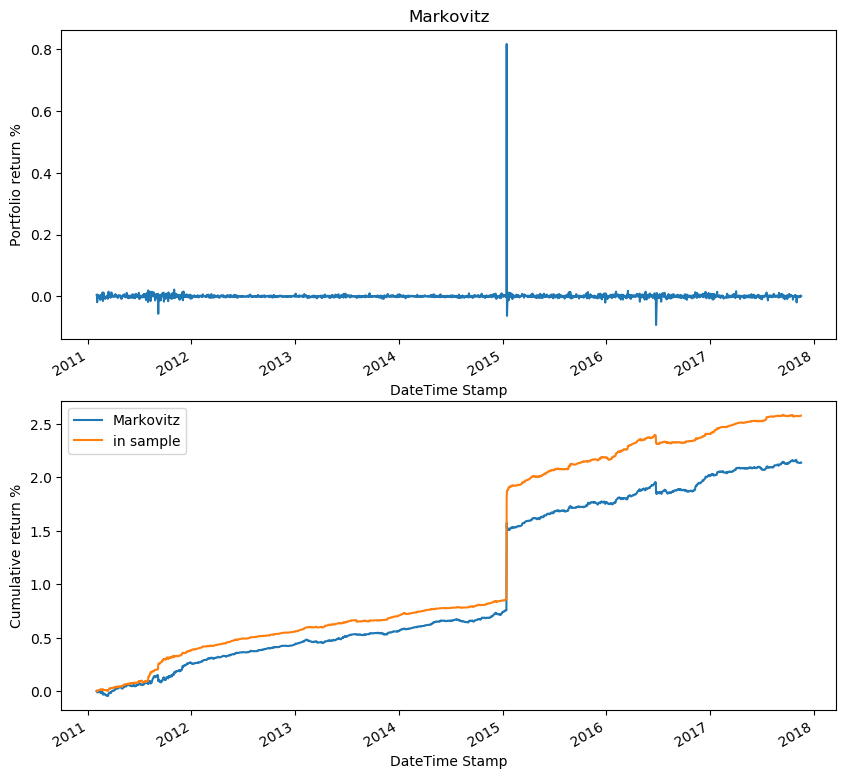 Markovitz
Portfolio return %
0.8
0.6
0.4
0.2
0.0
2011 2012 2013 2014 2015 2016 2017 2018
DateTime Stamp
Cumulative return %
2.5
2.0
1.5
1.0
0.5
0.0
Markovitz
in sample
2011 2012 2013 2014 2015 2016 2017 2018
DateTime Stamp